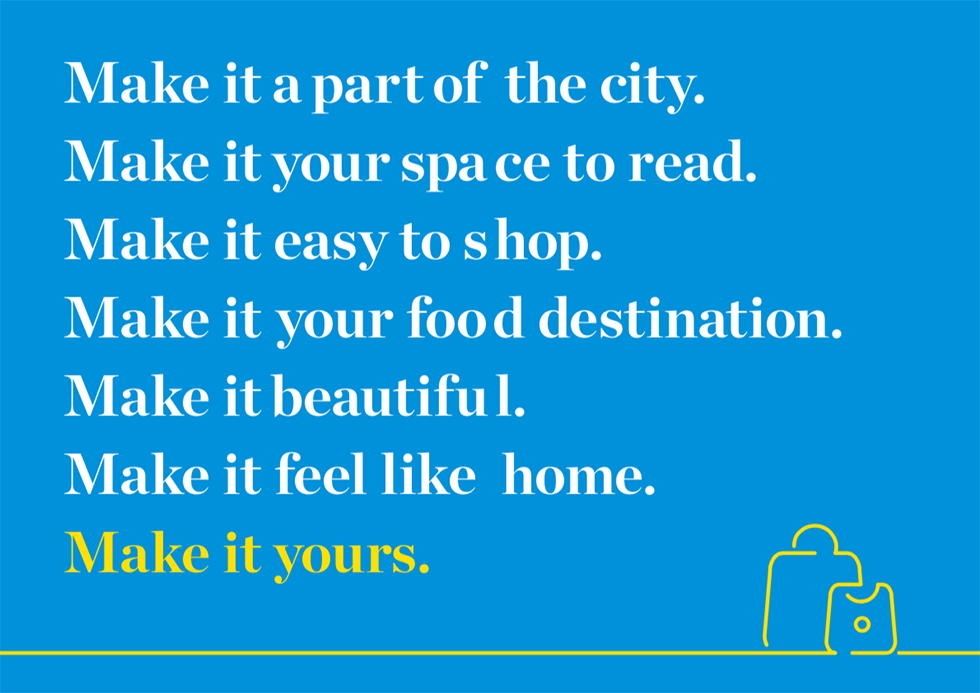 Make it a part of the city.
Make it your space to read.
Make it easy to shop.
Make it your food destination.
Make it beautiful.
Make it feel like home.
Make it yours.